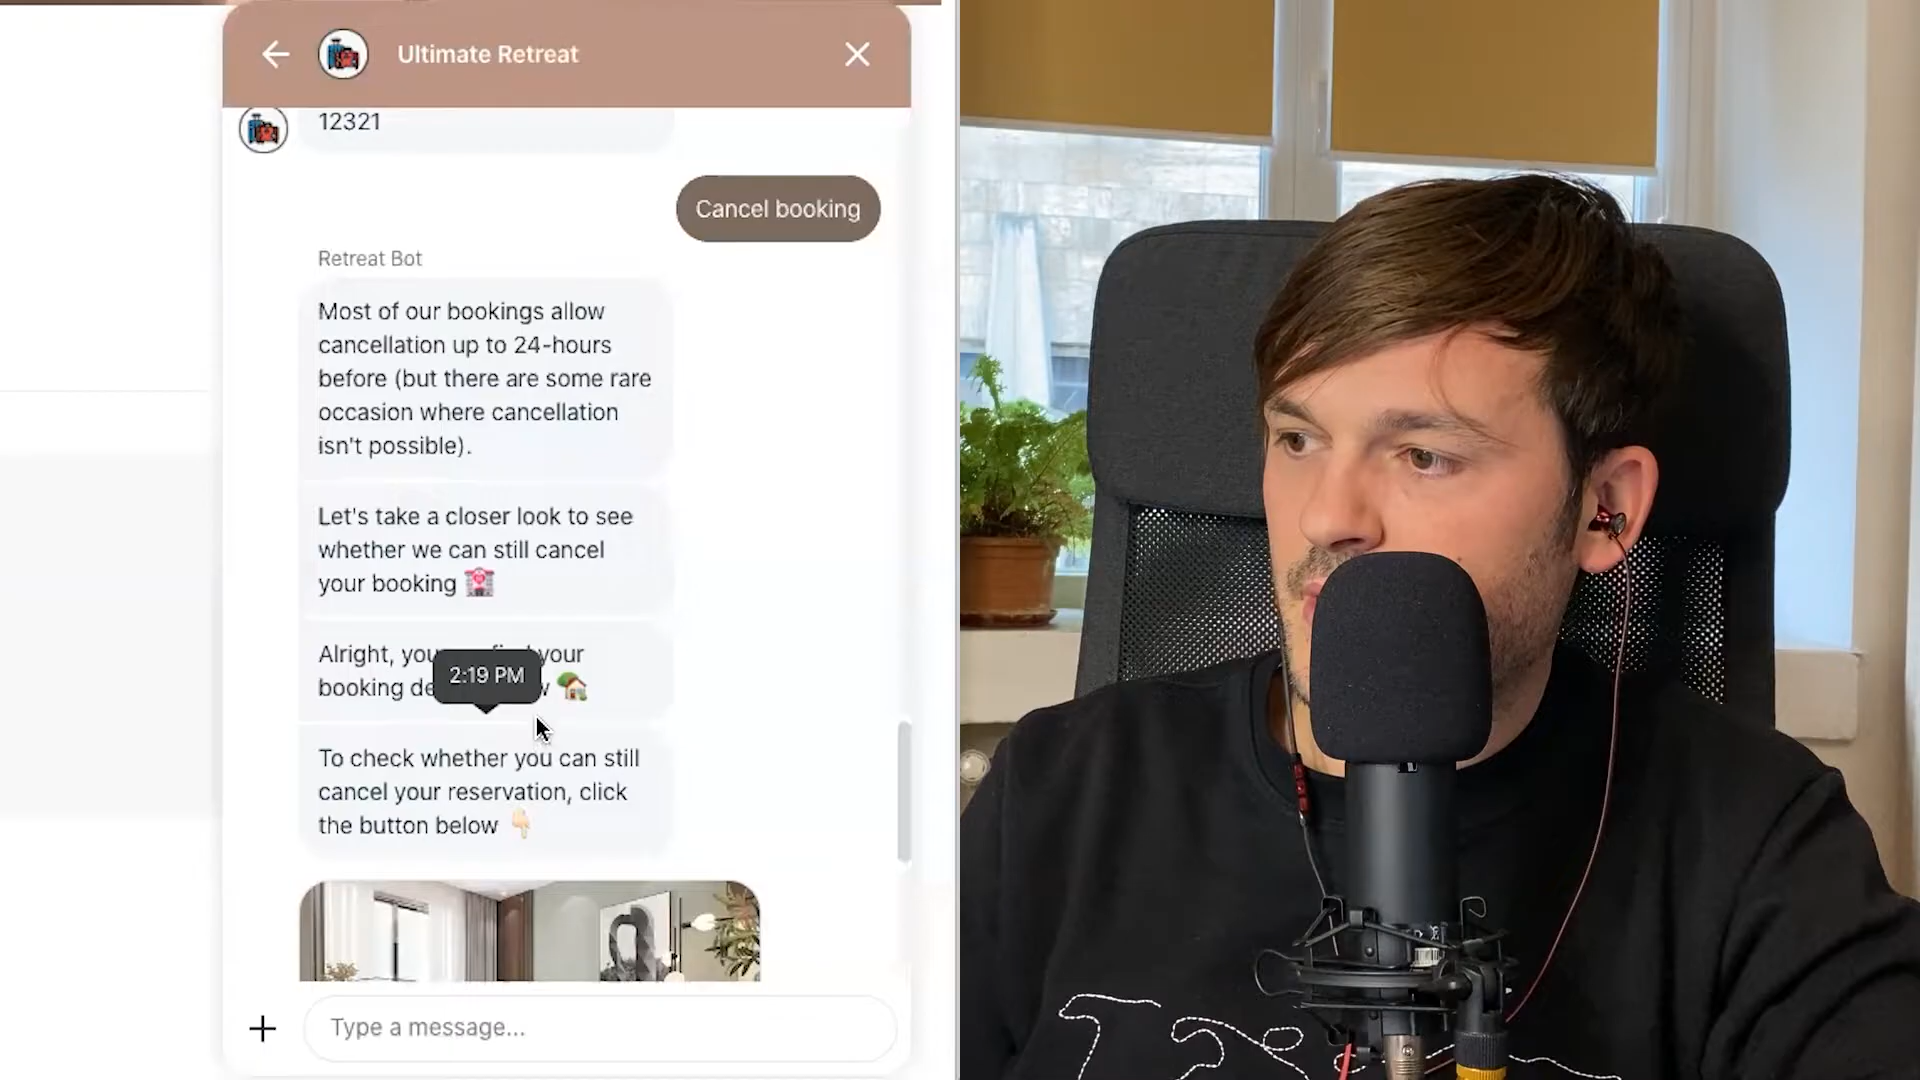 Ultimate Retreat
12321
Cancel booking
Retreat Bot
Most of our bookings allow
cancellation up to 24-hours
before (but there are some rare
occasion where cancellation
isn't possible).
Let's take a closer look to see
whether we can still cancel
your booking
Alright, you your
booking
2:19 PM
To check whether you can still
cancel your reservation, click
the button below
Type a message...